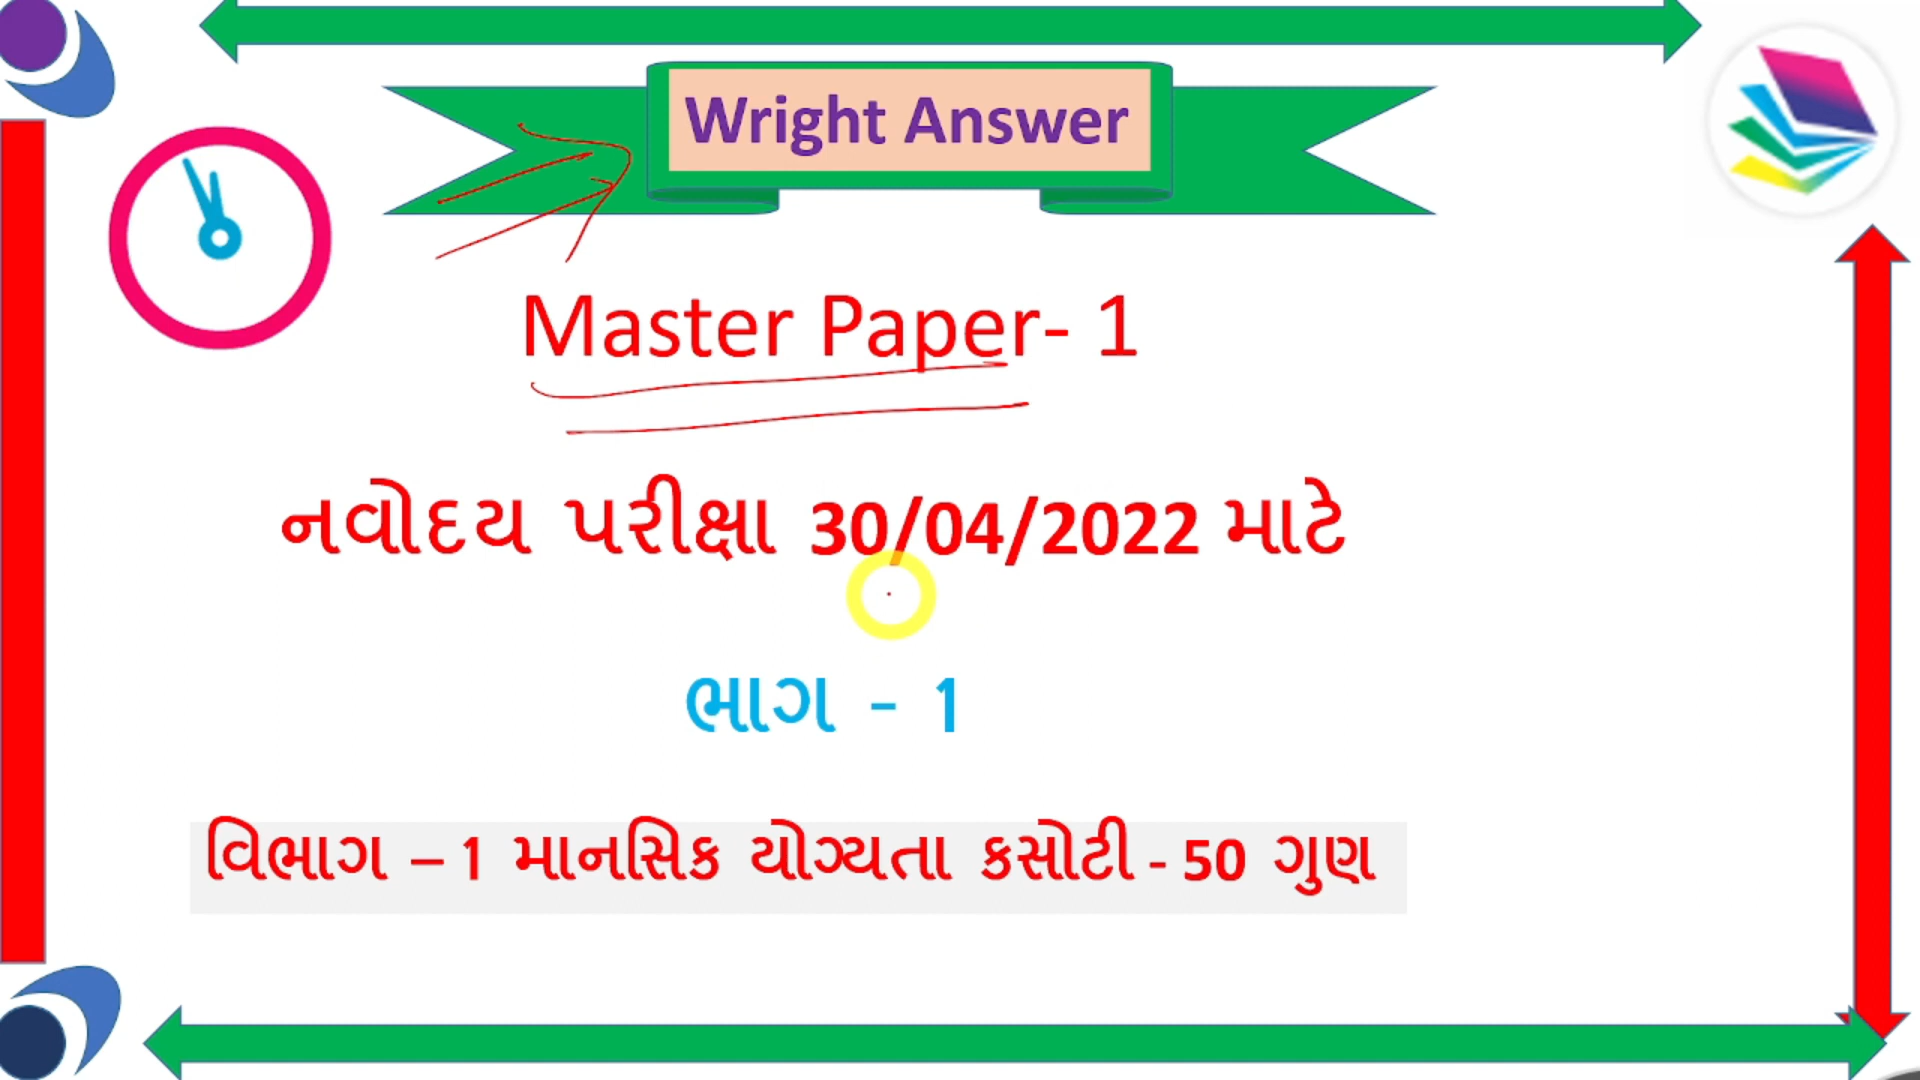 Wright Answer
Master Paper- 1
નવોદય પરીક્ષા 30/04/2022 માટે
ભાગ - 1
વિભાગ – 1 માનસિક યોગ્યતા કસોટી - 50 ગુણ